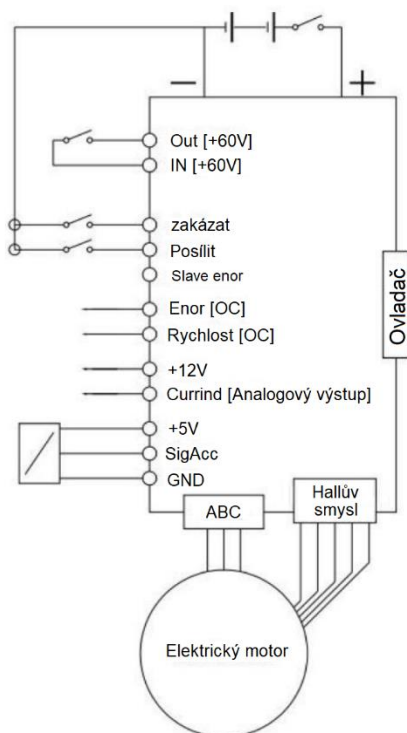 − +
Out [+60V]
IN [+60V]
zakázat
Posílit
Slave enor
Enor [OC]
Rychlost [OC]
+12V
Currind [Analogový výstup]
+5V
SigAcc
GND
Ovladač
ABC
Hallův
smysl
Elektrický motor